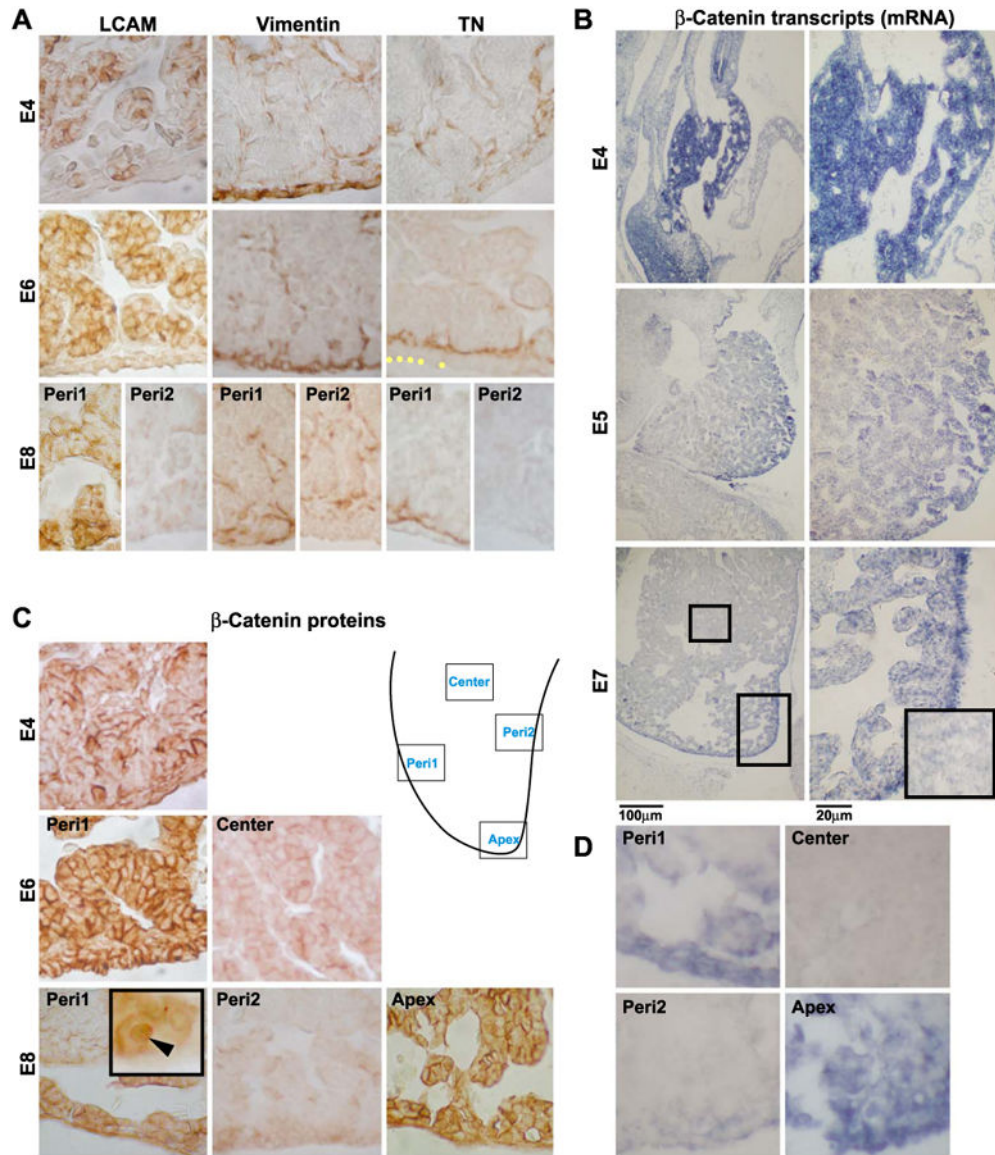 A
LCAM Vimentin TN
E4
E6
E8
Peri1 Peri2 Peri1 Peri2 Peri1 Peri2
B
β-Catenin transcripts (mRNA)
E4
E5
E7
100μm 20μm
C
β-Catenin proteins
E4
Center
Peri2
Peri1
Apex
E6
Peri1 Center
E8
Peri1 Peri2 Apex
D
Peri1 Center
Peri2 Apex